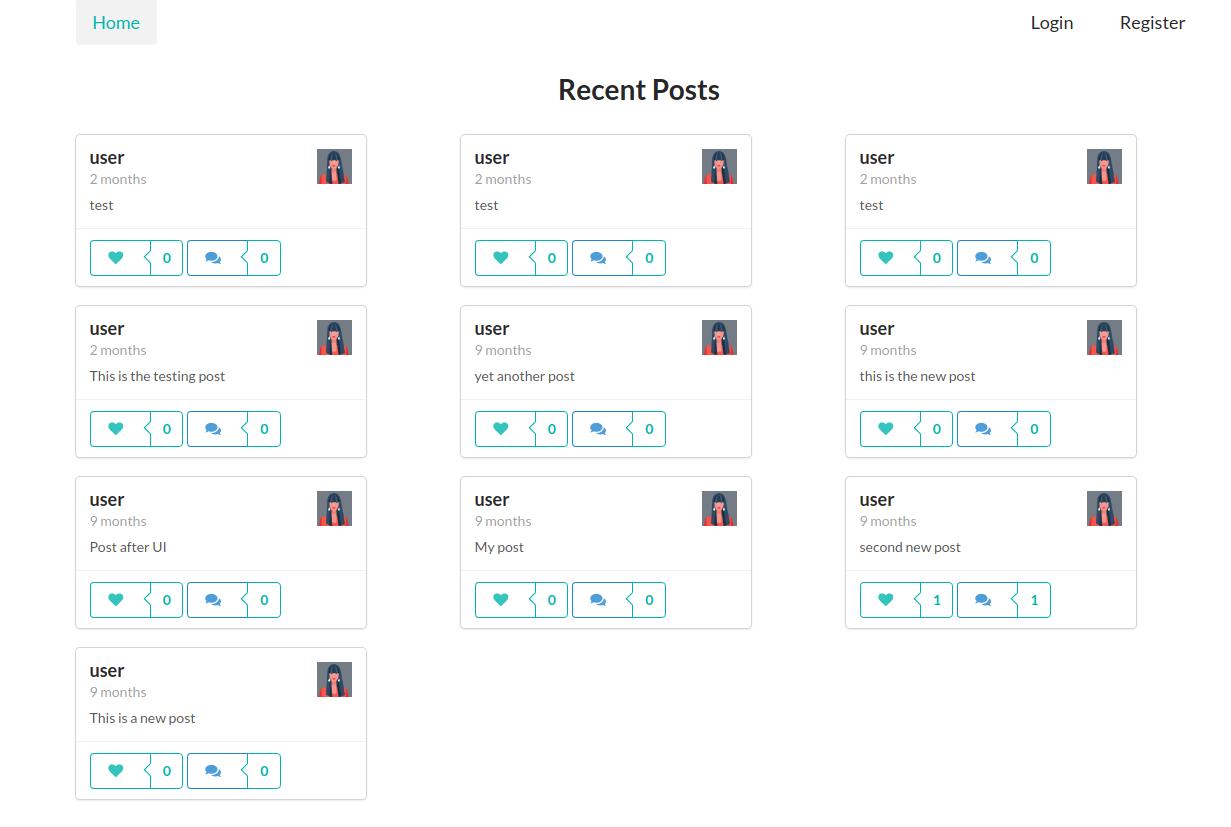 Home
Login
Register
Recent Posts
user
2 months
test
0
0
user
2 months
test
0
0
user
2 months
test
0
0
user
2 months
This is the testing post
0
0
user
9 months
yet another post
0
0
user
9 months
this is the new post
0
0
user
9 months
Post after UI
0
0
user
9 months
My post
0
0
user
9 months
second new post
1
1
user
9 months
This is a new post
0
0